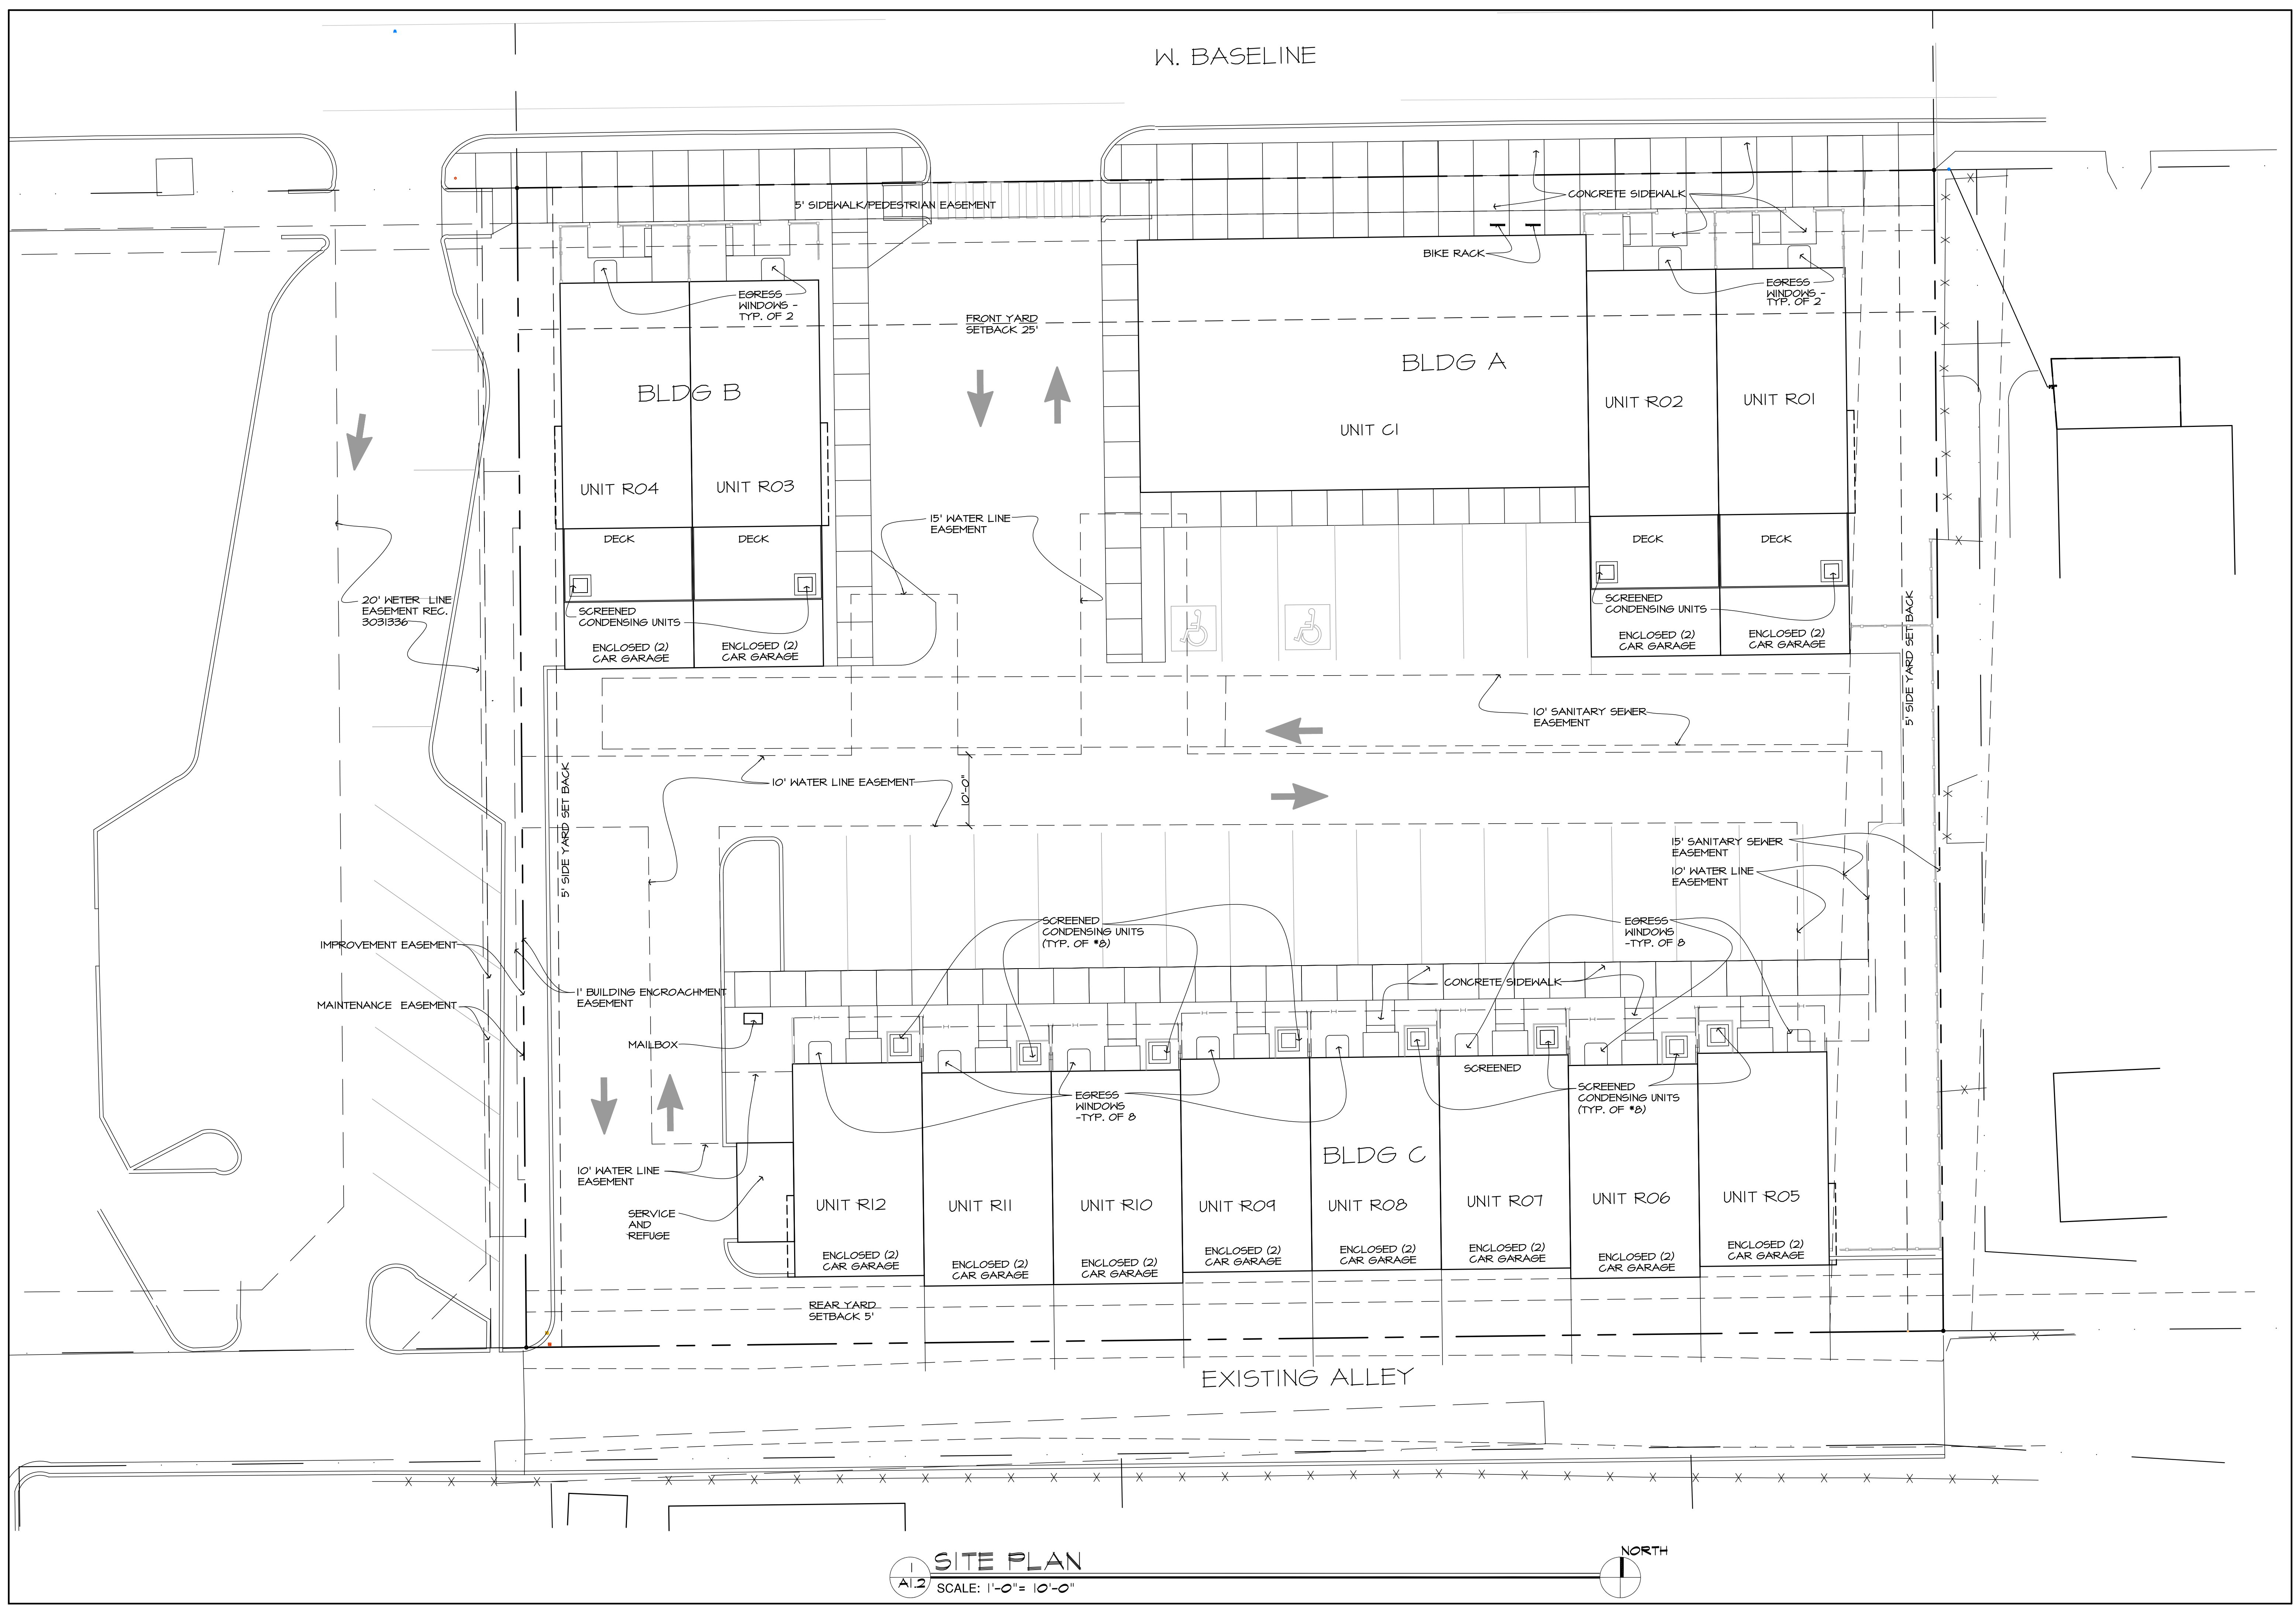 W. BASELINE
CONCRETE SIDEWALK
5' SIDEWALK/PEDESTRIAN EASEMENT
BIKE RACK
EGRESS
WINDOWS -
TYP. OF 2
EGRESS
WINDOWS -
TYP. OF 2
FRONT YARD
SETBACK 25'
BLDG B
BLDG A
UNIT R02
UNIT R01
UNIT C1
UNIT R04
UNIT R03
15' WATER LINE
EASEMENT
DECK
DECK
DECK
DECK
20' WETER LINE
EASEMENT REC.
3031336
SCREENED
CONDENSING UNITS
SCREENED
CONDENSING UNITS
ENCLOSED (2)
CAR GARAGE
ENCLOSED (2)
CAR GARAGE
ENCLOSED (2)
CAR GARAGE
ENCLOSED (2)
CAR GARAGE
5' SIDE YARD SET BACK
10' SANITARY SEWER
EASEMENT
5' SIDE YARD SET BACK
10' WATER LINE EASEMENT
10'-0"
15' SANITARY SEWER
EASEMENT
10' WATER LINE
EASEMENT
SCREENED
CONDENSING UNITS
(TYP. OF *8)
EGRESS
WINDOWS
-TYP. OF 8
IMPROVEMENT EASEMENT
1' BUILDING ENCROACHMENT
EASEMENT
MAINTENANCE EASEMENT
CONCRETE SIDEWALK
MAILBOX
SCREENED
EGRESS
WINDOWS
-TYP. OF 8
SCREENED
CONDENSING UNITS
(TYP. OF *8)
BLDG C
10' WATER LINE
EASEMENT
SERVICE
AND
REFUGE
UNIT R12
UNIT R11
UNIT R10
UNIT R09
UNIT R08
UNIT R07
UNIT R06
UNIT R05
ENCLOSED (2)
CAR GARAGE
ENCLOSED (2)
CAR GARAGE
ENCLOSED (2)
CAR GARAGE
ENCLOSED (2)
CAR GARAGE
ENCLOSED (2)
CAR GARAGE
ENCLOSED (2)
CAR GARAGE
ENCLOSED (2)
CAR GARAGE
ENCLOSED (2)
CAR GARAGE
REAR YARD
SETBACK 5'
EXISTING ALLEY
1
A1.2
SITE PLAN
SCALE: 1'-0"= 10'-0"
NORTH